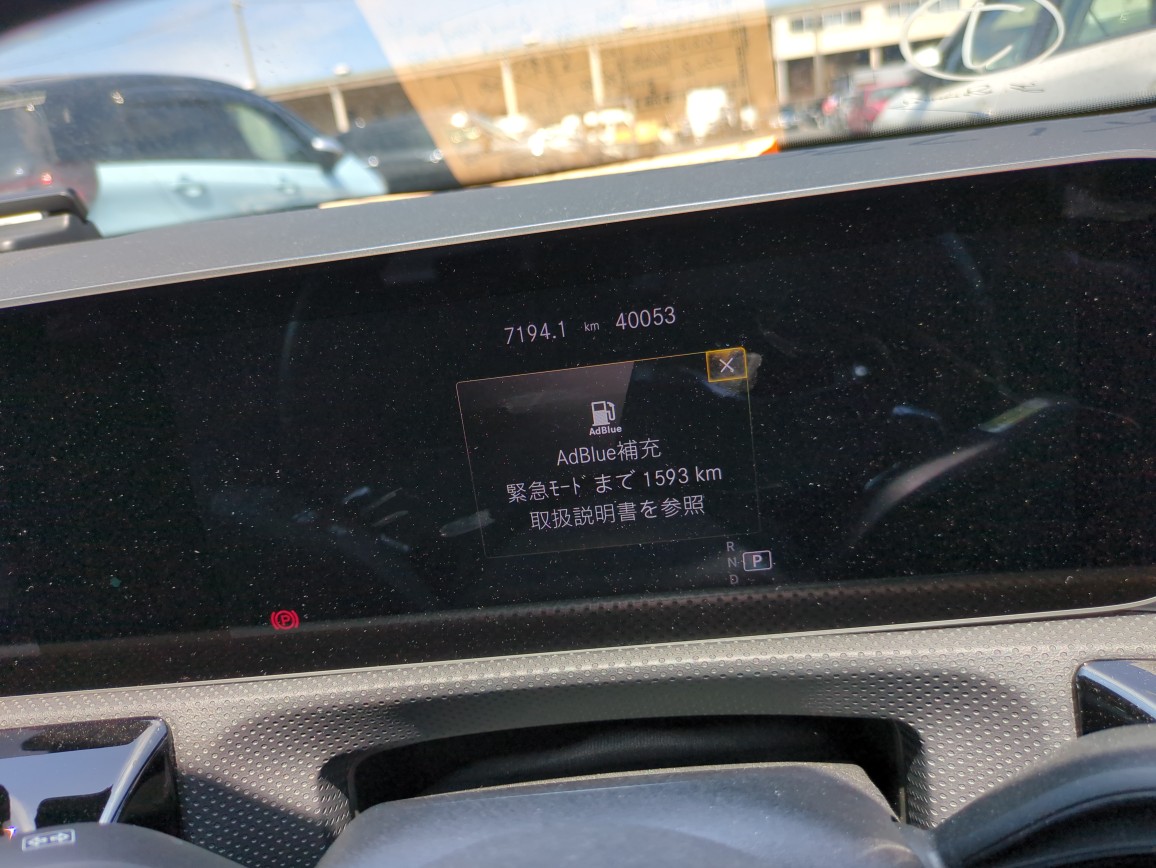 7194.1 km 40053
AdBlue
AdBlue補充
緊急ﾓｰﾄﾞまで 1593 km
取扱説明書を参照
R
N P
D
P